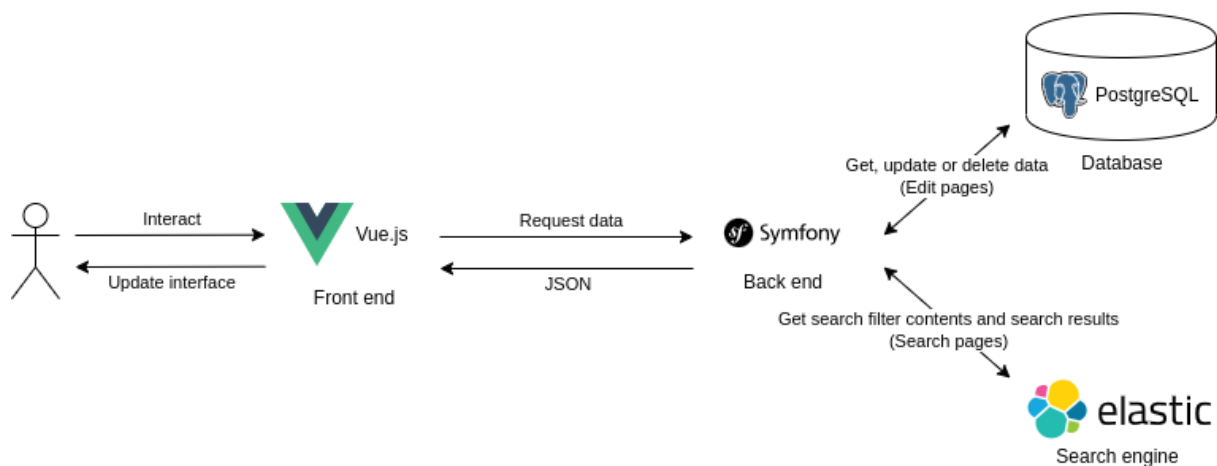 Interact
Update interface
Vue.js
Front end
Request data
JSON
sf Symfony
Back end
Get, update or delete data
(Edit pages)
PostgreSQL
Database
Get search filter contents and search results
(Search pages)
elastic
Search engine